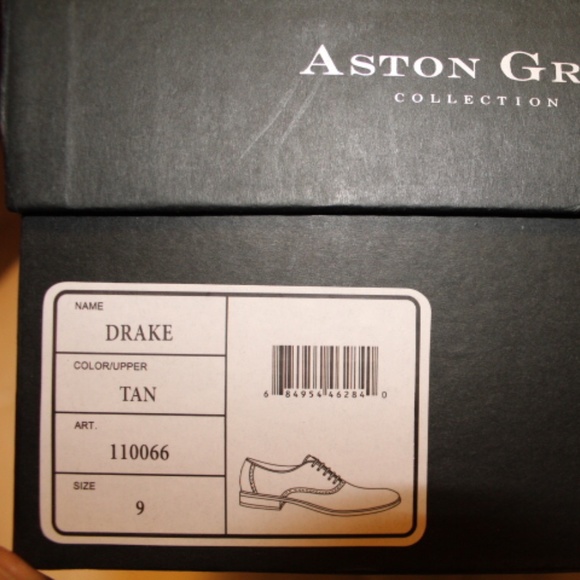 ASTON GR
COLLECTION
NAME
DRAKE
COLOR/UPPER
TAN
ART.
110066
SIZE
9
6 84954 46284 0